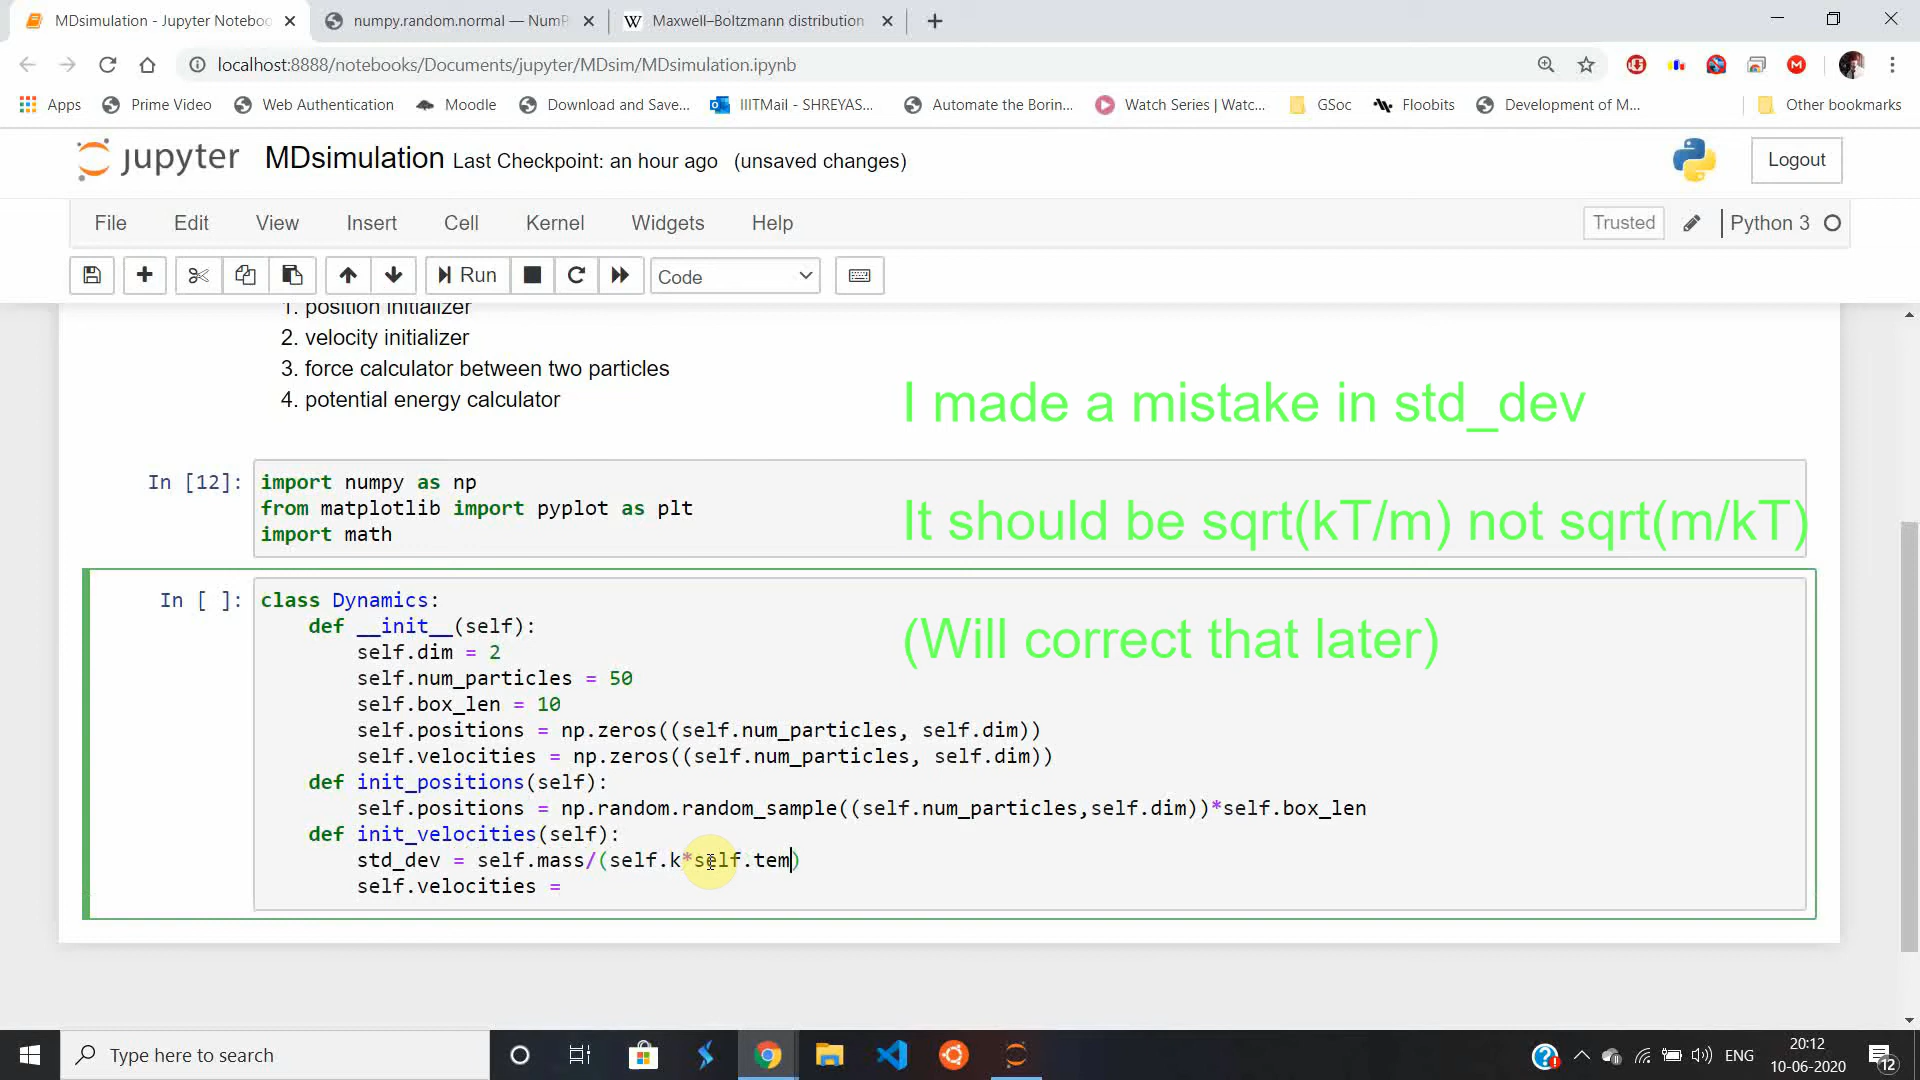 MDsimulation - Jupyter Noteboo
numpy.random.normal — NumP
Maxwell–Boltzmann distribution
localhost:8888/notebooks/Documents/jupyter/MDsim/MDsimulation.ipynb
Apps Prime Video Web Authentication Moodle Download and Save... IIITMail - SHREYAS... Automate the Borin... Watch Series | Watc... GSoc Floobits Development of M... Other bookmarks
jupyter MDsimulation Last Checkpoint: an hour ago (unsaved changes) Logout
File Edit View Insert Cell Kernel Widgets Help Trusted Python 3
Run Code
1. position initializer
2. velocity initializer
3. force calculator between two particles
4. potential energy calculator
I made a mistake in std_dev
It should be sqrt(kT/m) not sqrt(m/kT)
(Will correct that later)
In [12]: import numpy as np
from matplotlib import pyplot as plt
import math
In [ ]: class Dynamics:
def __init__(self):
self.dim = 2
self.num_particles = 50
self.box_len = 10
self.positions = np.zeros((self.num_particles, self.dim))
self.velocities = np.zeros((self.num_particles, self.dim))
def init_positions(self):
self.positions = np.random.random_sample((self.num_particles,self.dim))*self.box_len
def init_velocities(self):
std_dev = self.mass/(self.k*self.tem)
self.velocities =
Type here to search
ENG
20:12
10-06-2020
12